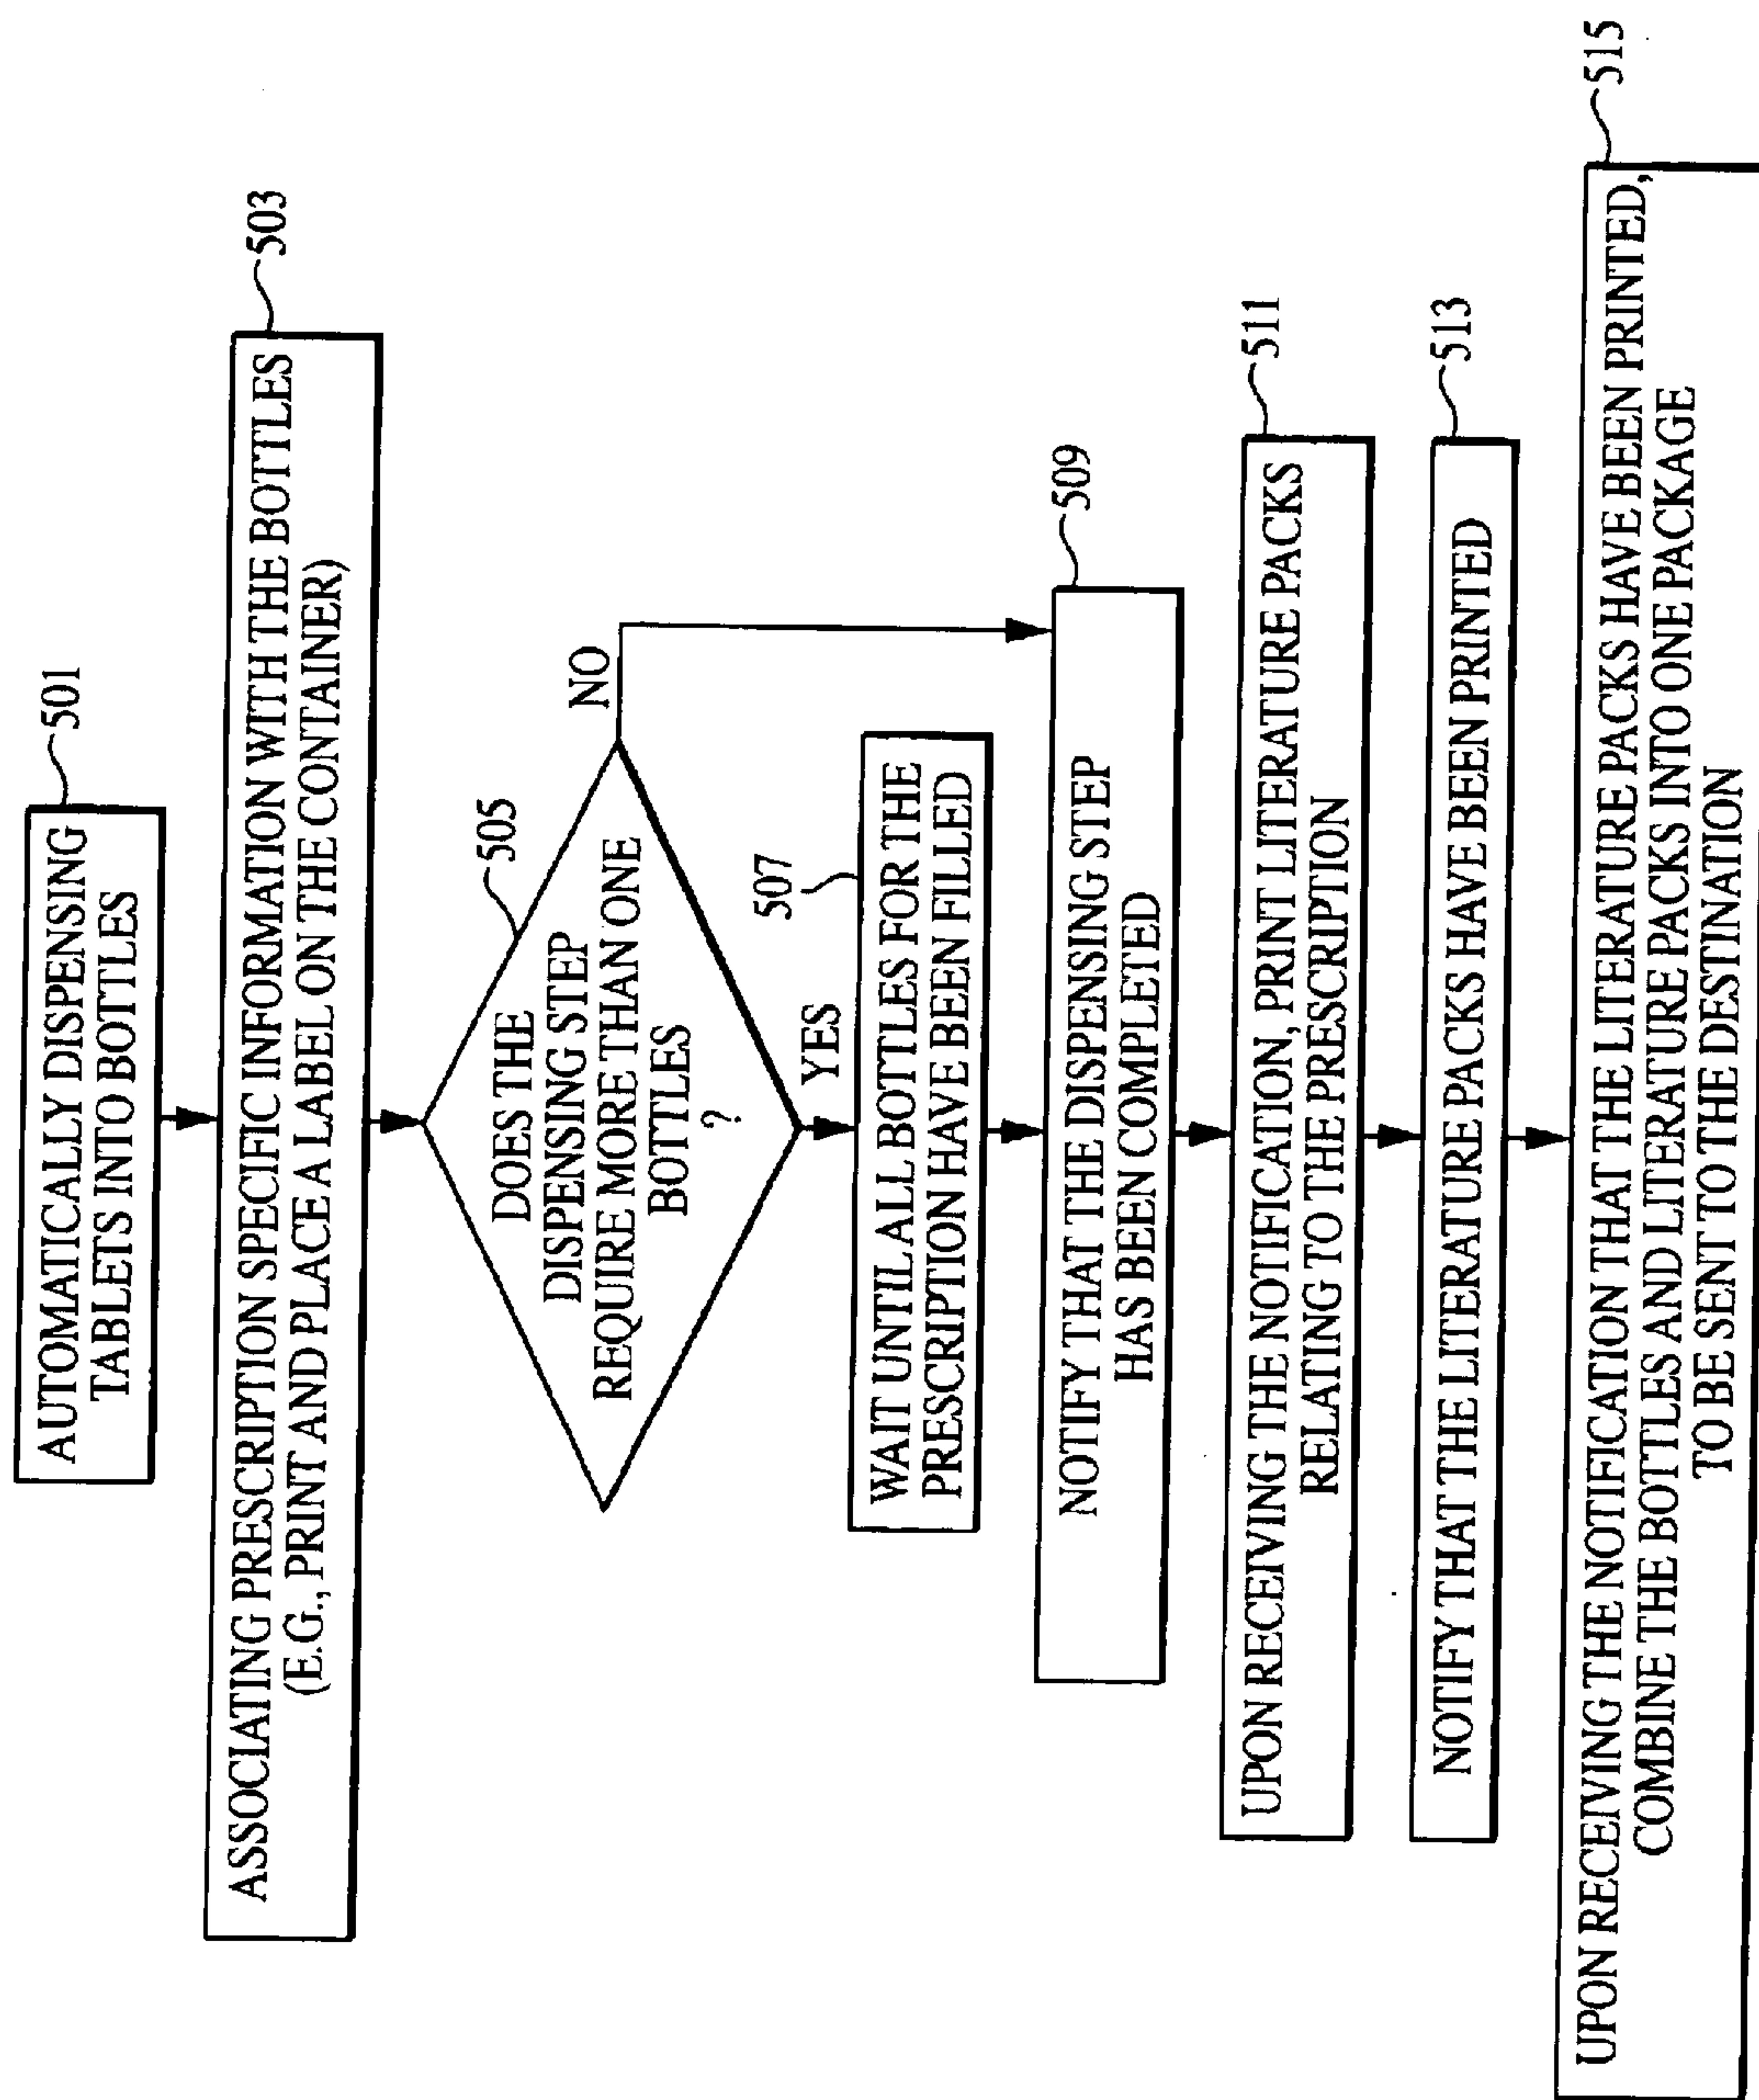 AUTOMATICALLY DISPENSING
TABLETS INTO BOTTLES
501
ASSOCIATING PRESCRIPTION SPECIFIC INFORMATION WITH THE BOTTLES
(E.G., PRINT AND PLACE A LABEL ON THE CONTAINER)
503
DOES THE
DISPENSING STEP
REQUIRE MORE THAN ONE
BOTTLES
?
505
NO
YES
507
WAIT UNTIL ALL BOTTLES FOR THE
PRESCRIPTION HAVE BEEN FILLED
NOTIFY THAT THE DISPENSING STEP
HAS BEEN COMPLETED
509
UPON RECEIVING THE NOTIFICATION, PRINT LITERATURE PACKS
RELATING TO THE PRESCRIPTION
511
NOTIFY THAT THE LITERATURE PACKS HAVE BEEN PRINTED
513
UPON RECEIVING THE NOTIFICATION THAT THE LITERATURE PACKS HAVE BEEN PRINTED,
COMBINE THE BOTTLES AND LITERATURE PACKS INTO ONE PACKAGE
TO BE SENT TO THE DESTINATION
515